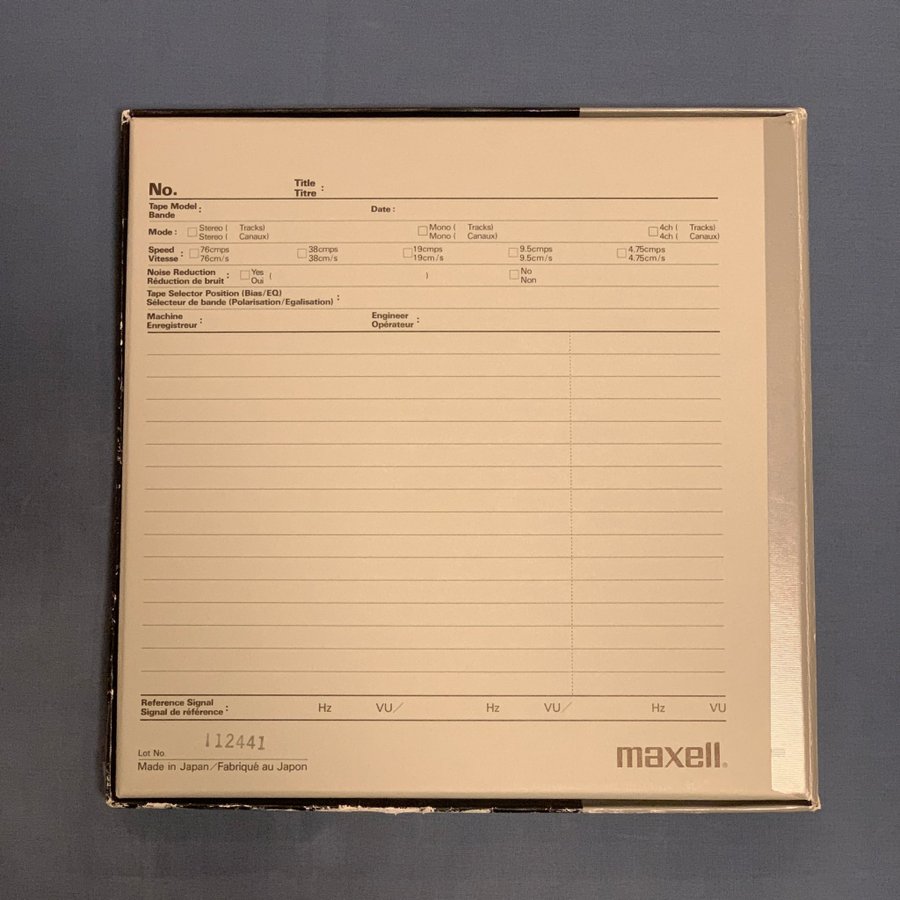 No. Title :
Titre
Tape Model : Date :
Bande
Mode : Stereo ( Tracks) Mono ( Tracks) 4ch ( Tracks)
Stereo ( Canaux) Mono ( Canaux) 4ch ( Canaux)
Speed : 76cmps 38cmps 19cmps 9.5cmps 4.75cmps
Vitesse 76cm/s 38cm/s 19cm/s 9.5cm/s 4.75cm/s
Noise Reduction : Yes ( ) No
Réduction de bruit Oui Non
Tape Selector Position (Bias/EQ) :
Sélecteur de bande (Polarisation/Egalisation)
Machine : Engineer :
Enregistreur Opérateur
Reference Signal : Hz VU/ Hz VU/ Hz VU
Signal de référence
Lot No. 112441
Made in Japan/Fabriqué au Japon
maxell®